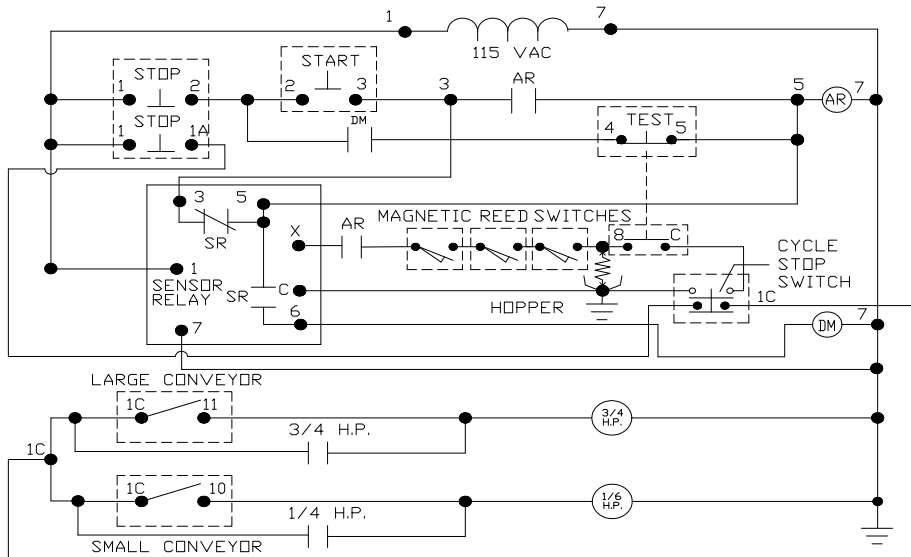 1 7
115 VAC
STOP
START
1 2 2 3 3 AR 5 AR 7
STOP
DM
TEST
1 1A
4 5
3 5
MAGNETIC REED SWITCHES
SR
X AR
8 C
CYCLE
STOP
SWITCH
1
SENSOR
RELAY
SR C
HOPPER
1C
6
7
DM 7
LARGE CONVEYOR
1C 11
3/4
H.P.
3/4 H.P.
1C
1C 10
1/6
H.P.
1/4 H.P.
SMALL CONVEYOR